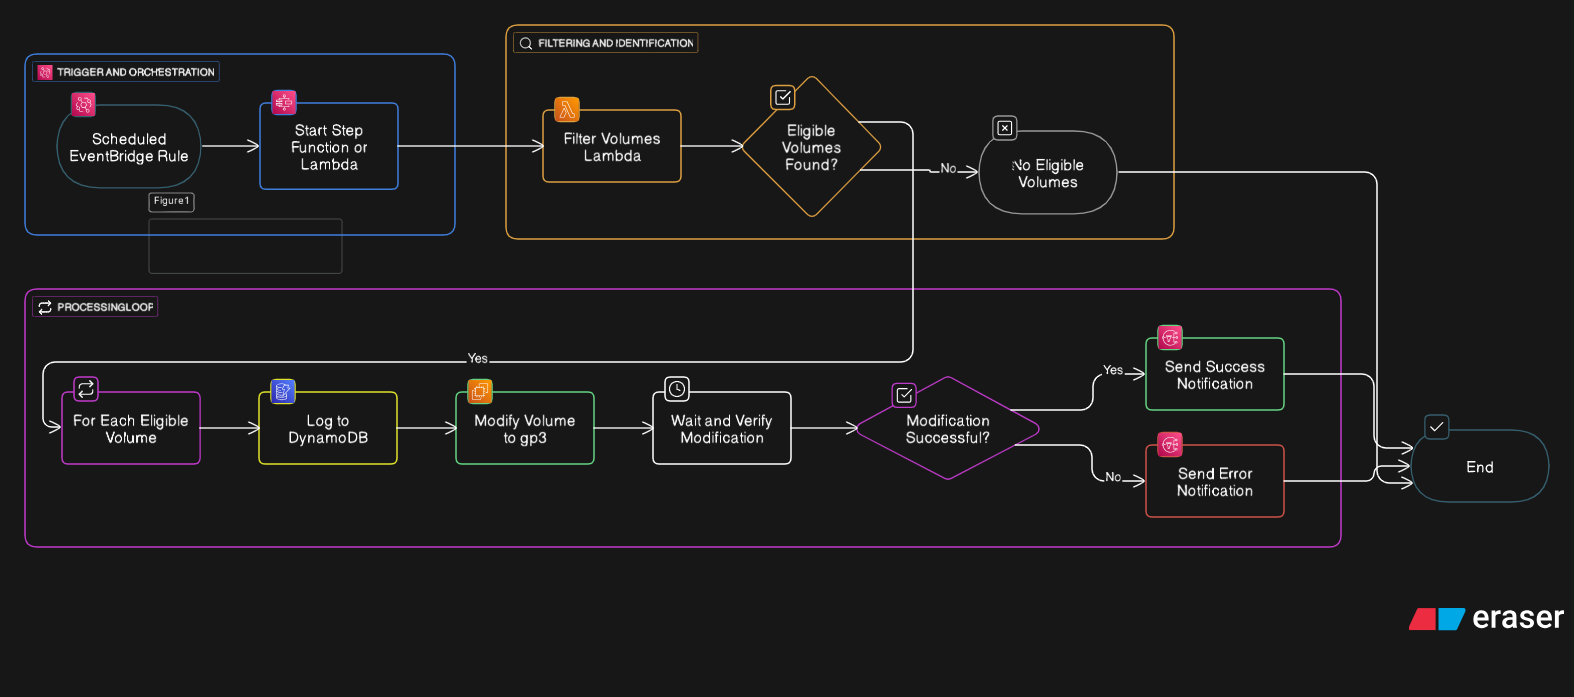 TRIGGER AND ORCHESTRATION
Scheduled
EventBridge Rule
Start Step
Function or
Lambda
Figure1
FILTERING AND IDENTIFICATION
Filter Volumes
Lambda
Eligible
Volumes
Found?
No
No Eligible
Volumes
PROCESSINGLOOP
Yes
For Each Eligible
Volume
Log to
DynamoDB
Modify Volume
to gp3
Wait and Verify
Modification
Modification
Successful?
Yes
Send Success
Notification
No
Send Error
Notification
End
eraser